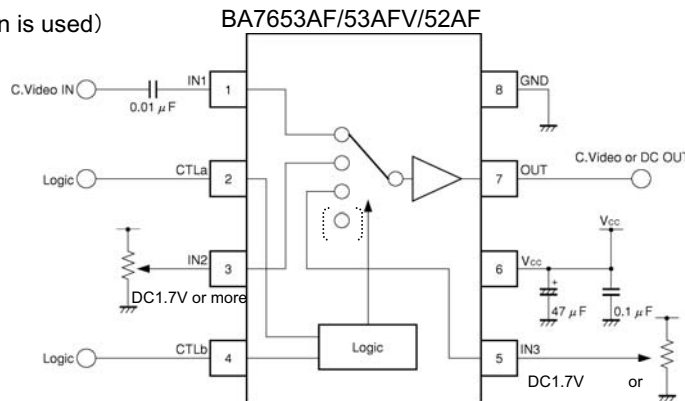 n is used)
BA7653AF/53AFV/52AF
C.Video IN
0.01 μF
IN1
1
8
GND
Logic
CTLa
2
7
OUT
C.Video or DC OUT
IN2
3
DC1.7V or more
6
Vcc
Vcc
47 μF
0.1 μF
Logic
CTLb
4
Logic
5
IN3
DC1.7V or